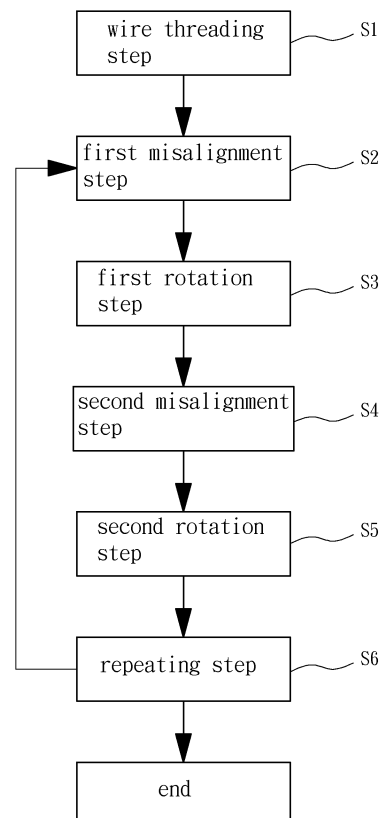 wire threading
step
S1
first misalignment
step
S2
first rotation
step
S3
second misalignment
step
S4
second rotation
step
S5
repeating step
S6
end